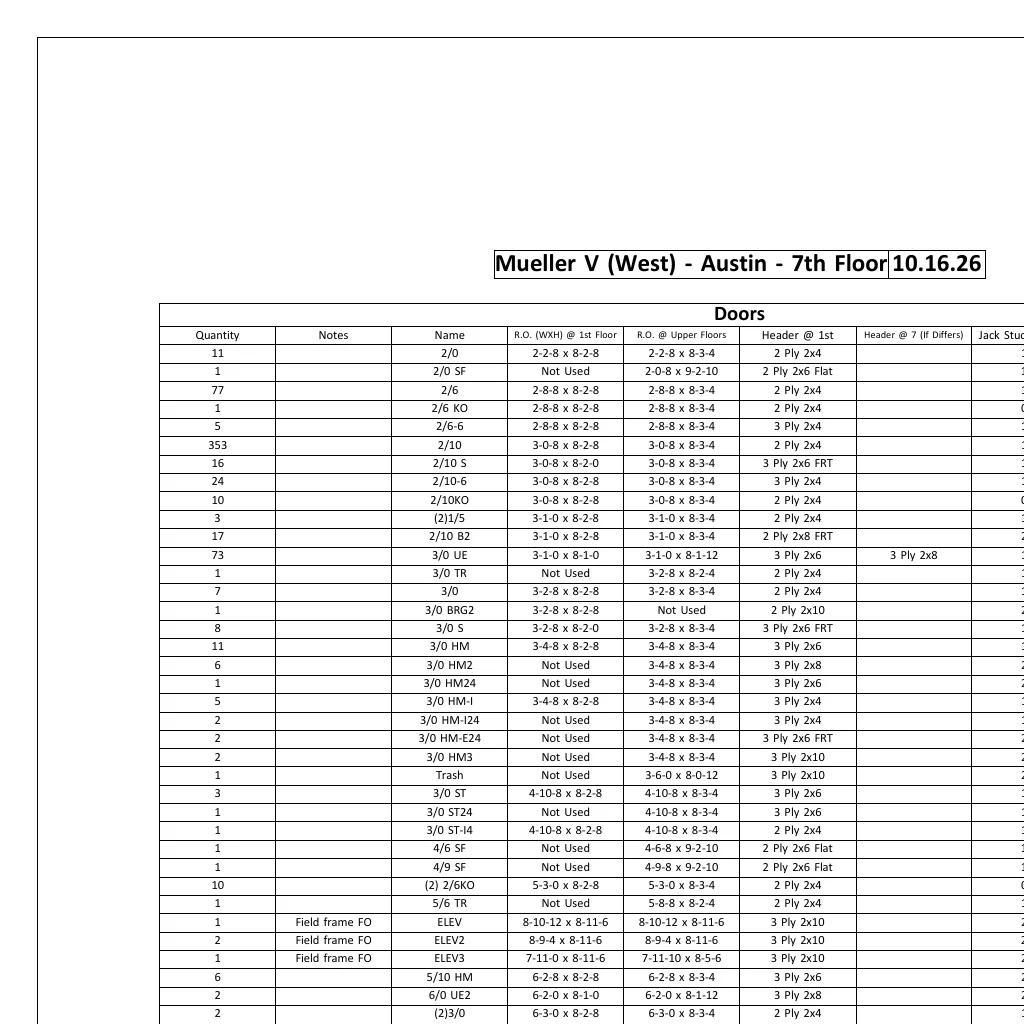 Mueller V (West) - Austin - 7th Floor 10.16.26
Doors
Quantity Notes Name R.O. (WXH) @ 1st Floor R.O. @ Upper Floors Header @ 1st Header @ 7 (If Differs) Jack
11 2/0 2-2-8 x 8-2-8 2-2-8 x 8-3-4 2 Ply 2x4
1 2/0 SF Not Used 2-0-8 x 9-2-10 2 Ply 2x6 Flat
77 2/6 2-8-8 x 8-2-8 2-8-8 x 8-3-4 2 Ply 2x4
1 2/6 KO 2-8-8 x 8-2-8 2-8-8 x 8-3-4 2 Ply 2x4
5 2/6-6 2-8-8 x 8-2-8 2-8-8 x 8-3-4 3 Ply 2x4
353 2/10 3-0-8 x 8-2-8 3-0-8 x 8-3-4 2 Ply 2x4
16 2/10 S 3-0-8 x 8-2-0 3-0-8 x 8-3-4 3 Ply 2x6 FRT
24 2/10-6 3-0-8 x 8-2-8 3-0-8 x 8-3-4 3 Ply 2x4
10 2/10KO 3-0-8 x 8-2-8 3-0-8 x 8-3-4 2 Ply 2x4
3 (2)1/5 3-1-0 x 8-2-8 3-1-0 x 8-3-4 2 Ply 2x4
17 2/10 B2 3-1-0 x 8-2-8 3-1-0 x 8-3-4 2 Ply 2x8 FRT
73 3/0 UE 3-1-0 x 8-1-0 3-1-0 x 8-1-12 3 Ply 2x6 3 Ply 2x8
1 3/0 TR Not Used 3-2-8 x 8-2-4 2 Ply 2x4
7 3/0 3-2-8 x 8-2-8 3-2-8 x 8-3-4 2 Ply 2x4
1 3/0 BRG2 3-2-8 x 8-2-8 Not Used 2 Ply 2x10
8 3/0 S 3-2-8 x 8-2-0 3-2-8 x 8-3-4 3 Ply 2x6 FRT
11 3/0 HM 3-4-8 x 8-2-8 3-4-8 x 8-3-4 3 Ply 2x6
6 3/0 HM2 Not Used 3-4-8 x 8-3-4 3 Ply 2x8
1 3/0 HM24 Not Used 3-4-8 x 8-3-4 3 Ply 2x6
5 3/0 HM-I 3-4-8 x 8-2-8 3-4-8 x 8-3-4 3 Ply 2x4
2 3/0 HM-I24 Not Used 3-4-8 x 8-3-4 3 Ply 2x4
2 3/0 HM-E24 Not Used 3-4-8 x 8-3-4 3 Ply 2x6 FRT
2 3/0 HM3 Not Used 3-4-8 x 8-3-4 3 Ply 2x10
1 Trash Not Used 3-6-0 x 8-0-12 3 Ply 2x10
3 3/0 ST 4-10-8 x 8-2-8 4-10-8 x 8-3-4 3 Ply 2x6
1 3/0 ST24 Not Used 4-10-8 x 8-3-4 3 Ply 2x6
1 3/0 ST-I4 4-10-8 x 8-2-8 4-10-8 x 8-3-4 2 Ply 2x4
1 4/6 SF Not Used 4-6-8 x 9-2-10 2 Ply 2x6 Flat
1 4/9 SF Not Used 4-9-8 x 9-2-10 2 Ply 2x6 Flat
10 (2) 2/6KO 5-3-0 x 8-2-8 5-3-0 x 8-3-4 2 Ply 2x4
1 5/6 TR Not Used 5-8-8 x 8-2-4 2 Ply 2x4
1 Field frame FO ELEV 8-10-12 x 8-11-6 8-10-12 x 8-11-6 3 Ply 2x10
2 Field frame FO ELEV2 8-9-4 x 8-11-6 8-9-4 x 8-11-6 3 Ply 2x10
1 Field frame FO ELEV3 7-11-0 x 8-11-6 7-11-10 x 8-5-6 3 Ply 2x10
6 5/10 HM 6-2-8 x 8-2-8 6-2-8 x 8-3-4 3 Ply 2x6
2 6/0 UE2 6-2-0 x 8-1-0 6-2-0 x 8-1-12 3 Ply 2x8
2 (2)3/0 6-3-0 x 8-2-8 6-3-0 x 8-3-4 2 Ply 2x4